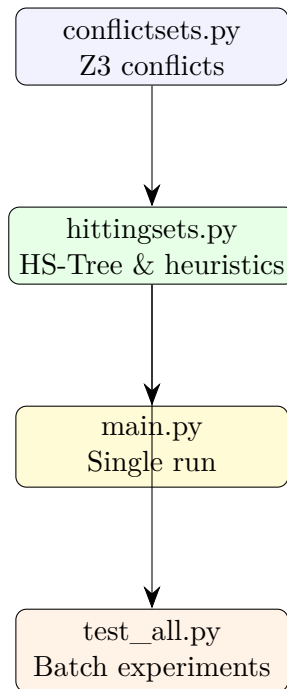 conflictsets.py
Z3 conflicts
hittingsets.py
HS-Tree & heuristics
main.py
Single run
test_all.py
Batch experiments